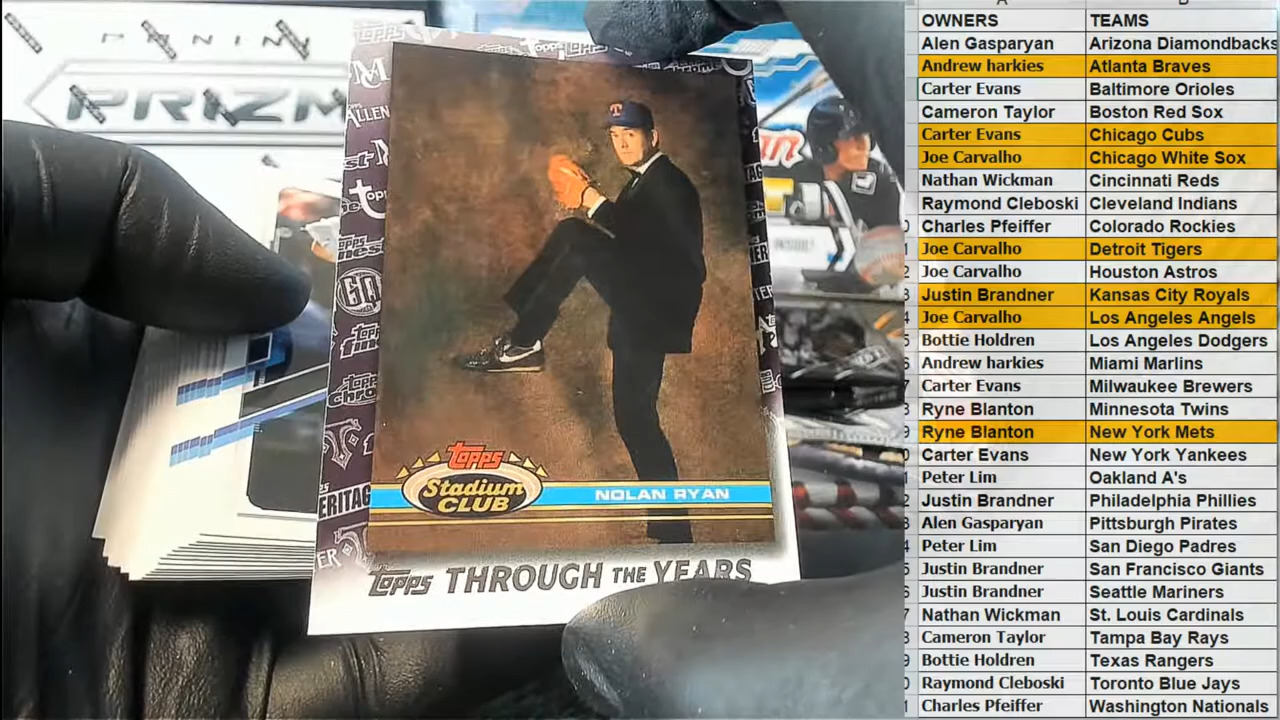 PANINI
PRIZM
T
Topps
Stadium
CLUB
NOLAN RYAN
Topps THROUGH THE YEARS
OWNERS TEAMS
Alen Gasparyan Arizona Diamondbacks
Andrew harkies Atlanta Braves
Carter Evans Baltimore Orioles
Cameron Taylor Boston Red Sox
Carter Evans Chicago Cubs
Joe Carvalho Chicago White Sox
Nathan Wickman Cincinnati Reds
Raymond Cleboski Cleveland Indians
Charles Pfeiffer Colorado Rockies
Joe Carvalho Detroit Tigers
Joe Carvalho Houston Astros
Justin Brandner Kansas City Royals
Joe Carvalho Los Angeles Angels
Bottie Holdren Los Angeles Dodgers
Andrew harkies Miami Marlins
Carter Evans Milwaukee Brewers
Ryne Blanton Minnesota Twins
Ryne Blanton New York Mets
Carter Evans New York Yankees
Peter Lim Oakland A's
Justin Brandner Philadelphia Phillies
Alen Gasparyan Pittsburgh Pirates
Peter Lim San Diego Padres
Justin Brandner San Francisco Giants
Justin Brandner Seattle Mariners
Nathan Wickman St. Louis Cardinals
Cameron Taylor Tampa Bay Rays
Bottie Holdren Texas Rangers
Raymond Cleboski Toronto Blue Jays
Charles Pfeiffer Washington Nationals